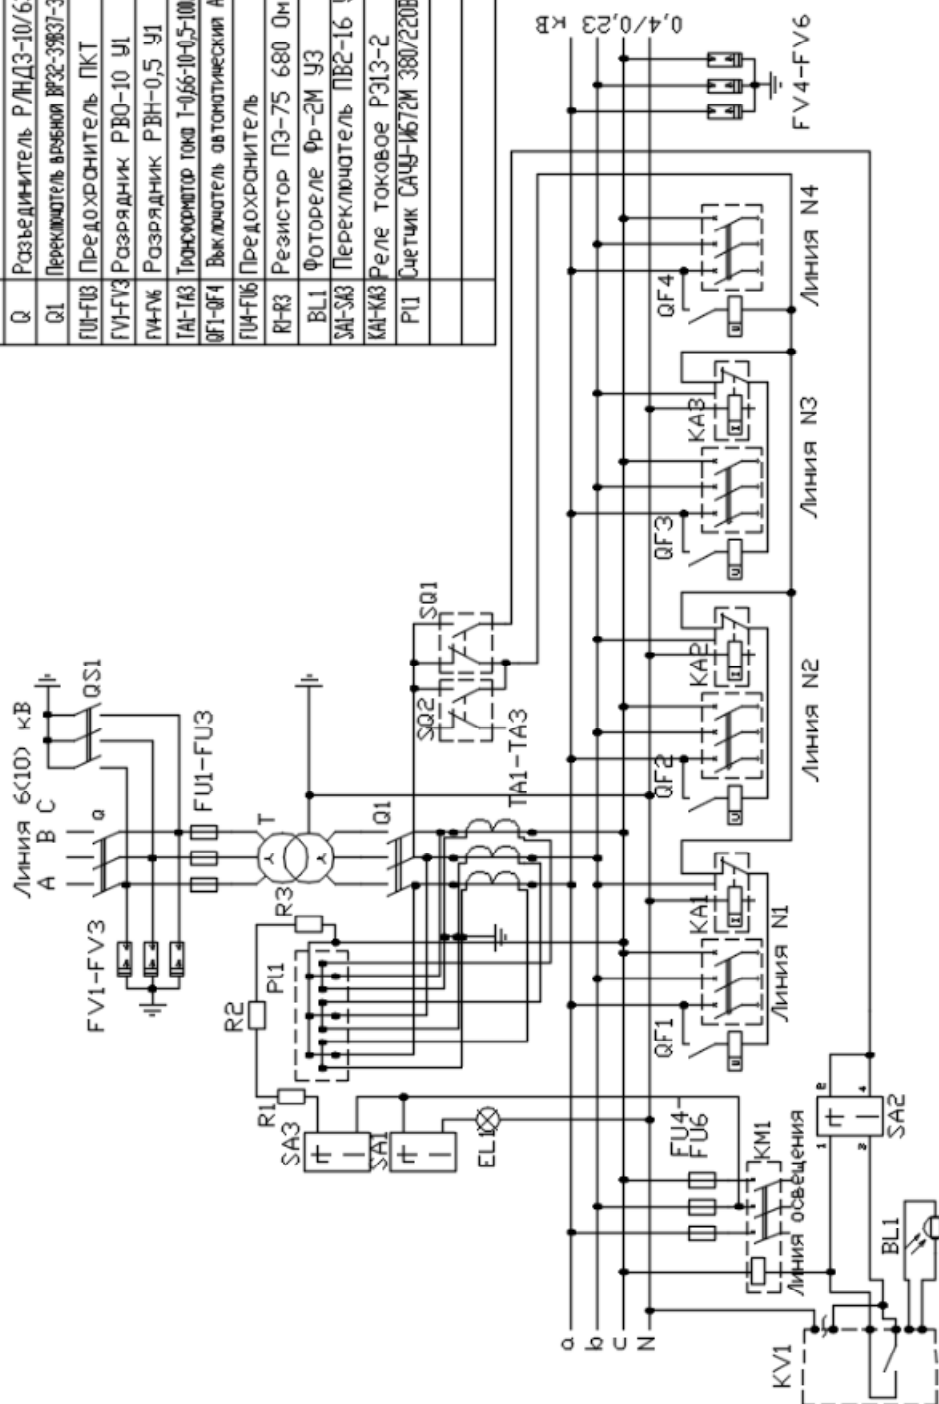 Q Разъединитель РЛНДЗ-10/6
Q1 Переключатель врубной ВР32-39В37-3
FU1-FU3 Предохранитель ПКТ
FV1-FV3 Разрядник РВО-10 У1
FV4-FV6 Разрядник РВН-0,5 У1
TA1-TA3 Трансформатор тока Т-0,66-10-0,5-100
QF1-QF4 Выключатель автоматический А
FU4-FU6 Предохранитель
R1-R3 Резистор ПЭ-75 680 Ом
BL1 Фотореле Фр-2М У3
SA1-SA3 Переключатель ПВ2-16
KA1-KA3 Реле токовое РЭ13-2
PI1 Счетчик САЧУ-И672М 380/220В
Линия 6(10) кВ
A B C
Q
QS1
FV1-FV3
FU1-FU3
T
R3
R2
R1
PI1
Q1
SQ1
SQ2
TA1-TA3
SA3
SA1
EL1
0,4/0,23 кВ
FV4-FV6
a
b
c
N
FU4-
FU6
KM1
Линия освещения
QF1
KA1
Линия N1
QF2
KA2
Линия N2
QF3
KA3
Линия N3
QF4
Линия N4
1
2
3
4
SA2
BL1
KV1